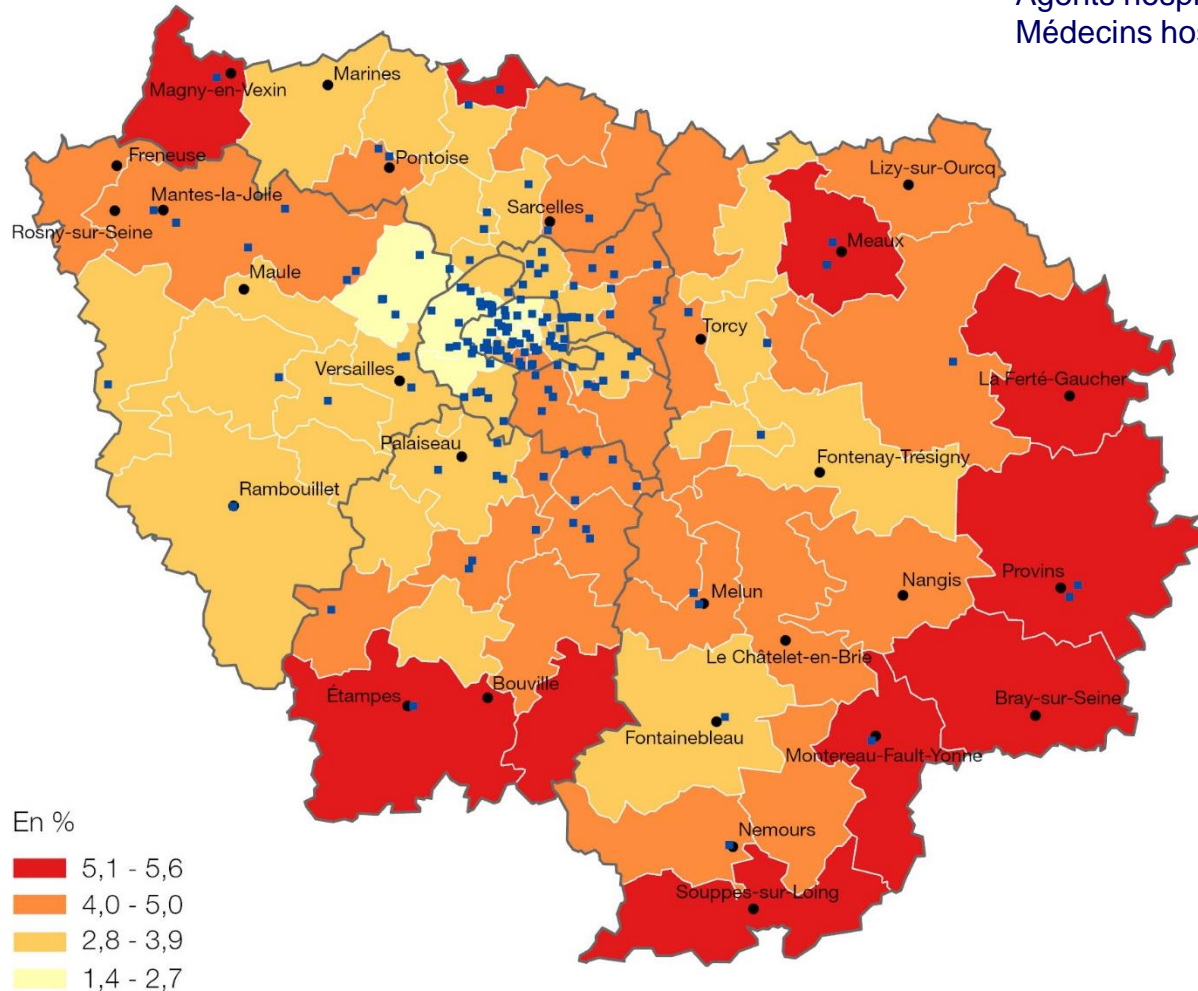 Médecins hos
Magny-en-Vexin
Marines
Freneuse
Pontoise
Mantes-la-Jolie
Rosny-sur-Seine
Sarcelles
Lizy-sur-Ourcq
Meaux
Maule
Torcy
Versailles
La Ferté-Gaucher
Palaiseau
Fontenay-Trésigny
Rambouillet
Melun
Nangis
Provins
Le Châtelet-en-Brie
Étampes
Bouville
Fontainebleau
Bray-sur-Seine
Montereau-Fault-Yonne
Nemours
Souppes-sur-Loing
En %
5,1 - 5,6
4,0 - 5,0
2,8 - 3,9
1,4 - 2,7